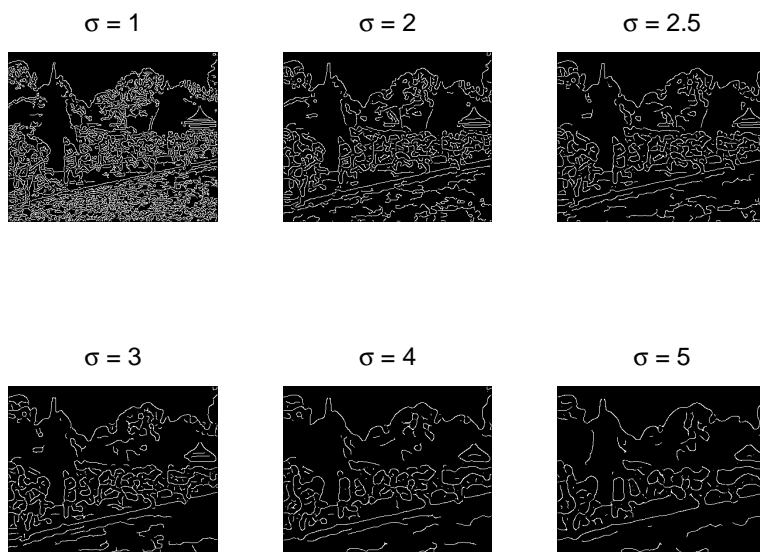 σ = 1
σ = 2
σ = 2.5
σ = 3
σ = 4
σ = 5